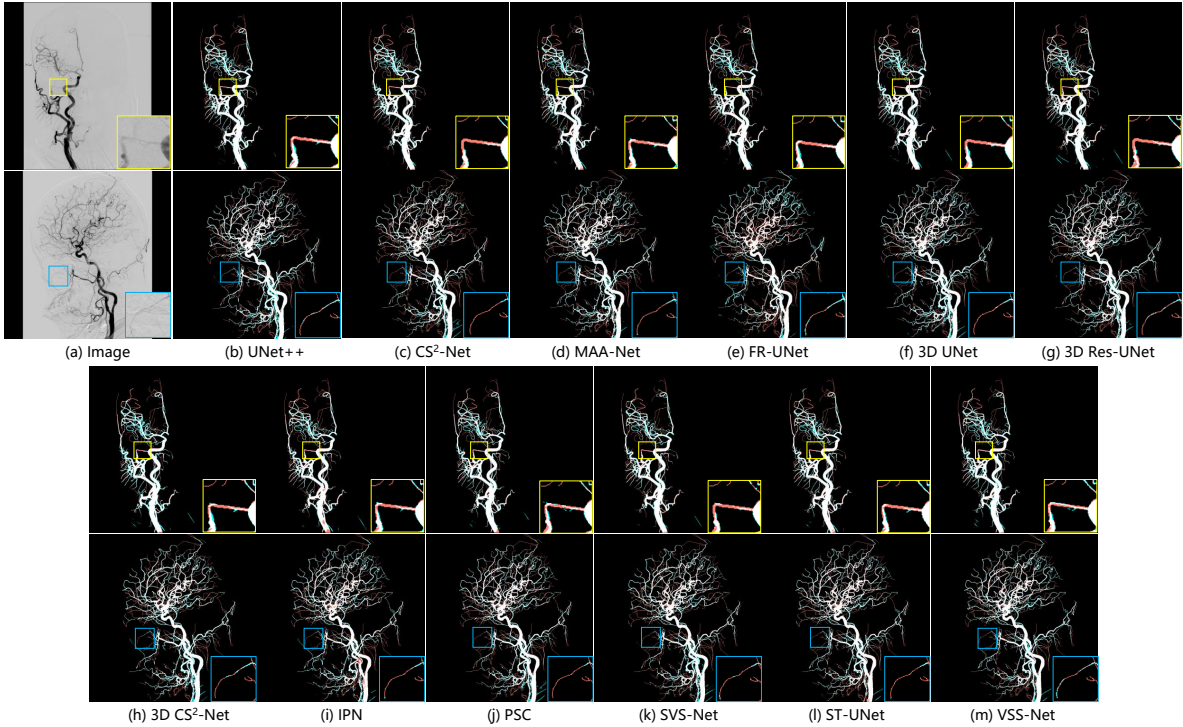 (a) Image (b) UNet++ (c) CS²-Net (d) MAA-Net (e) FR-UNet (f) 3D UNet (g) 3D Res-UNet
(h) 3D CS²-Net (i) IPN (j) PSC (k) SVS-Net (l) ST-UNet (m) VSS-Net